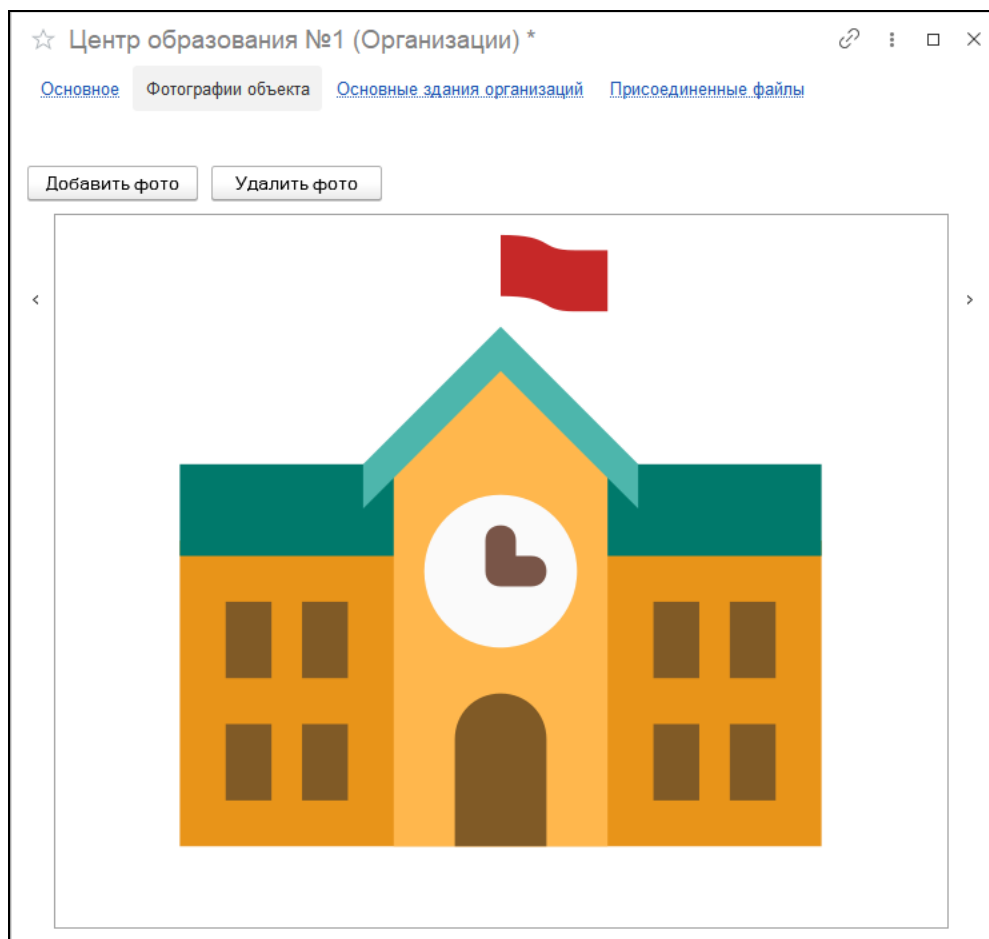 Центр образования №1 (Организации) *
Основное Фотографии объекта Основные здания организаций Присоединенные файлы
Добавить фото Удалить фото